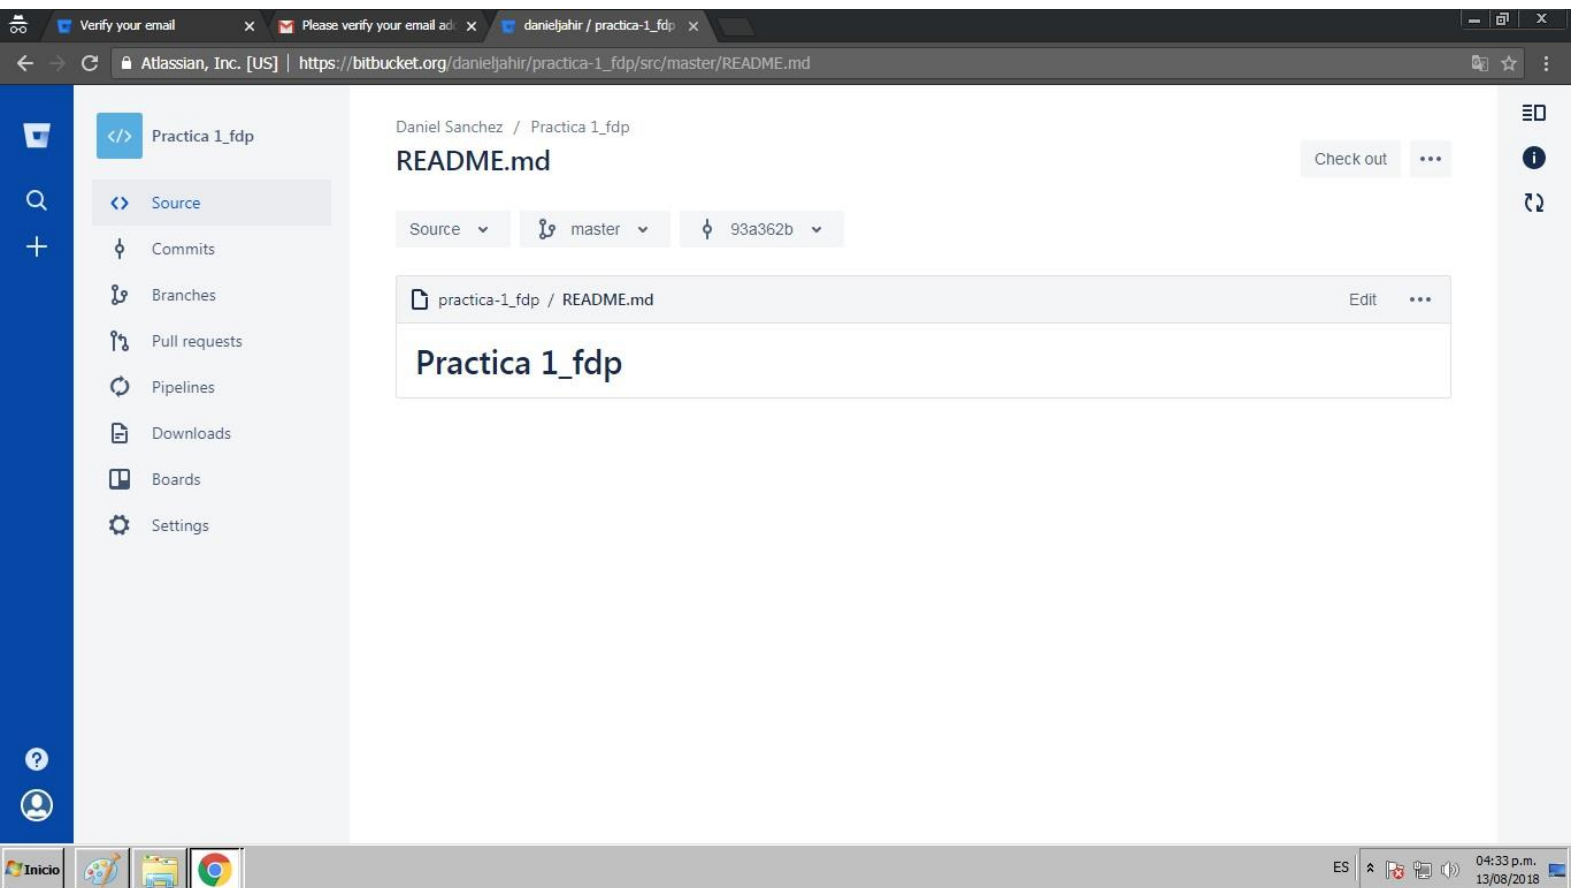 Verify your email
Please verify your email ad
danieljahir / practica-1_fdp
Atlassian, Inc. [US] | https://bitbucket.org/danieljahir/practica-1_fdp/src/master/README.md
Practica 1_fdp
Source
Commits
Branches
Pull requests
Pipelines
Downloads
Boards
Settings
Daniel Sanchez / Practica 1_fdp
README.md
Check out
Source master 93a362b
practica-1_fdp / README.md Edit
Practica 1_fdp
Inicio
ES
04:33 p.m.
13/08/2018